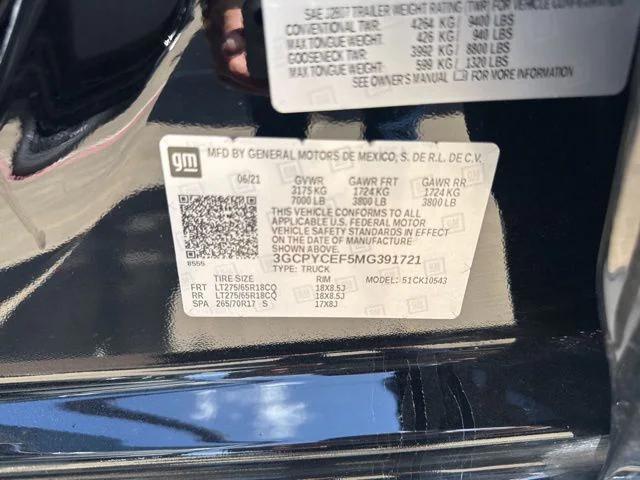 SAE J2807 TRAILER WEIGHT RATING (TWR) FOR VEHICLE CONFIGURATION
CONVENTIONAL TWR: 4264 KG / 9400 LBS
MAX TONGUE WEIGHT: 426 KG / 940 LBS
GOOSENECK TWR: 3992 KG / 8800 LBS
MAX TONGUE WEIGHT: 599 KG / 1320 LBS
SEE OWNER'S MANUAL FOR MORE INFORMATION
gm MFD BY GENERAL MOTORS DE MEXICO, S. DE R.L. DE C.V.
06/21 GVWR GAWR FRT GAWR RR
3175 KG 1724 KG 1724 KG
7000 LB 3800 LB 3800 LB
THIS VEHICLE CONFORMS TO ALL
APPLICABLE U.S. FEDERAL MOTOR
VEHICLE SAFETY STANDARDS IN EFFECT
ON THE DATE OF MANUFACTURE SHOWN ABOVE.
3GCPYCEF5MG391721
8555 TYPE: TRUCK MODEL: 51CK10543
TIRE SIZE RIM
FRT LT275/65R18CQ 18X8.5J
RR LT275/65R18CQ 18X8.5J
SPA 265/70R17 S 17X8J